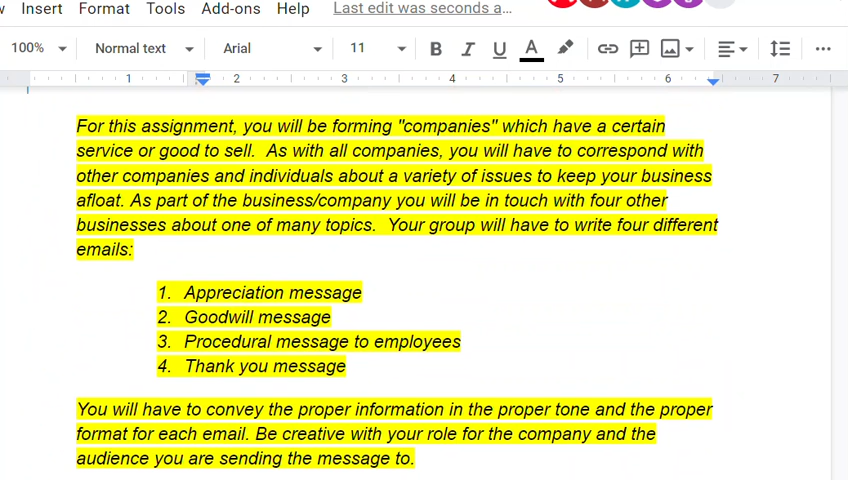 Insert Format Tools Add-ons Help Last edit was seconds a...
100% Normal text Arial 11 B I U A
1 2 3 4 5 6 7
For this assignment, you will be forming "companies" which have a certain
service or good to sell.  As with all companies, you will have to correspond with
other companies and individuals about a variety of issues to keep your business
afloat. As part of the business/company you will be in touch with four other
businesses about one of many topics.  Your group will have to write four different
emails:
1. Appreciation message
2. Goodwill message
3. Procedural message to employees
4. Thank you message
You will have to convey the proper information in the proper tone and the proper
format for each email. Be creative with your role for the company and the
audience you are sending the message to.